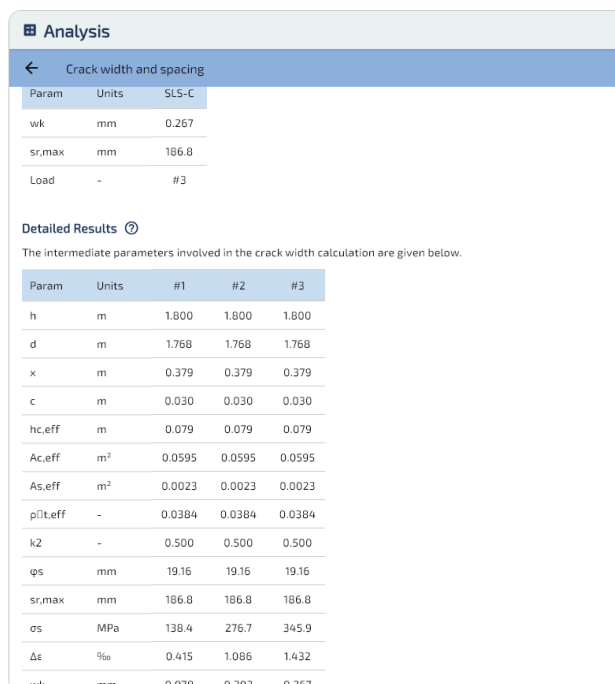 Analysis
Crack width and spacing
Param Units SLS-C
wk mm 0.267
sr,max mm 186.8
Load - #3
Detailed Results ?
The intermediate parameters involved in the crack width calculation are given below.
Param Units #1 #2 #3
h m 1.800 1.800 1.800
d m 1.768 1.768 1.768
x m 0.379 0.379 0.379
c m 0.030 0.030 0.030
hc,eff m 0.079 0.079 0.079
Ac,eff m² 0.0595 0.0595 0.0595
As,eff m² 0.0023 0.0023 0.0023
ρ▯t,eff - 0.0384 0.0384 0.0384
k2 - 0.500 0.500 0.500
φs mm 19.16 19.16 19.16
sr,max mm 186.8 186.8 186.8
σs MPa 138.4 276.7 345.9
Δε ‰ 0.415 1.086 1.432
wk mm 0.267